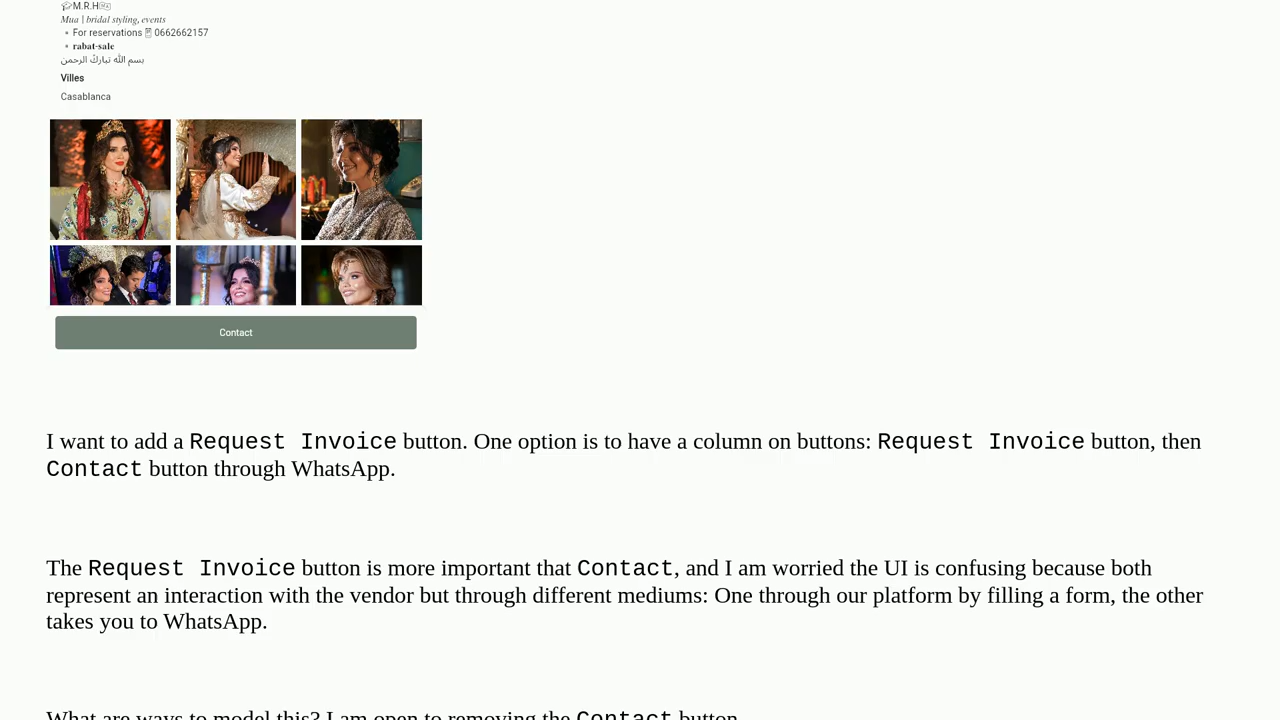 🎓M.R.H💌
Mua | bridal styling, events
▫️For reservations 📱 0662662157
▫️rabat-sale
بسم الله تبارك الرحمن
Villes
Casablanca
Contact
I want to add a Request Invoice button. One option is to have a column on buttons: Request Invoice button, then
Contact button through WhatsApp.
The Request Invoice button is more important that Contact, and I am worried the UI is confusing because both
represent an interaction with the vendor but through different mediums: One through our platform by filling a form, the other
takes you to WhatsApp.
What are ways to model this? I am open to removing the Contact button.